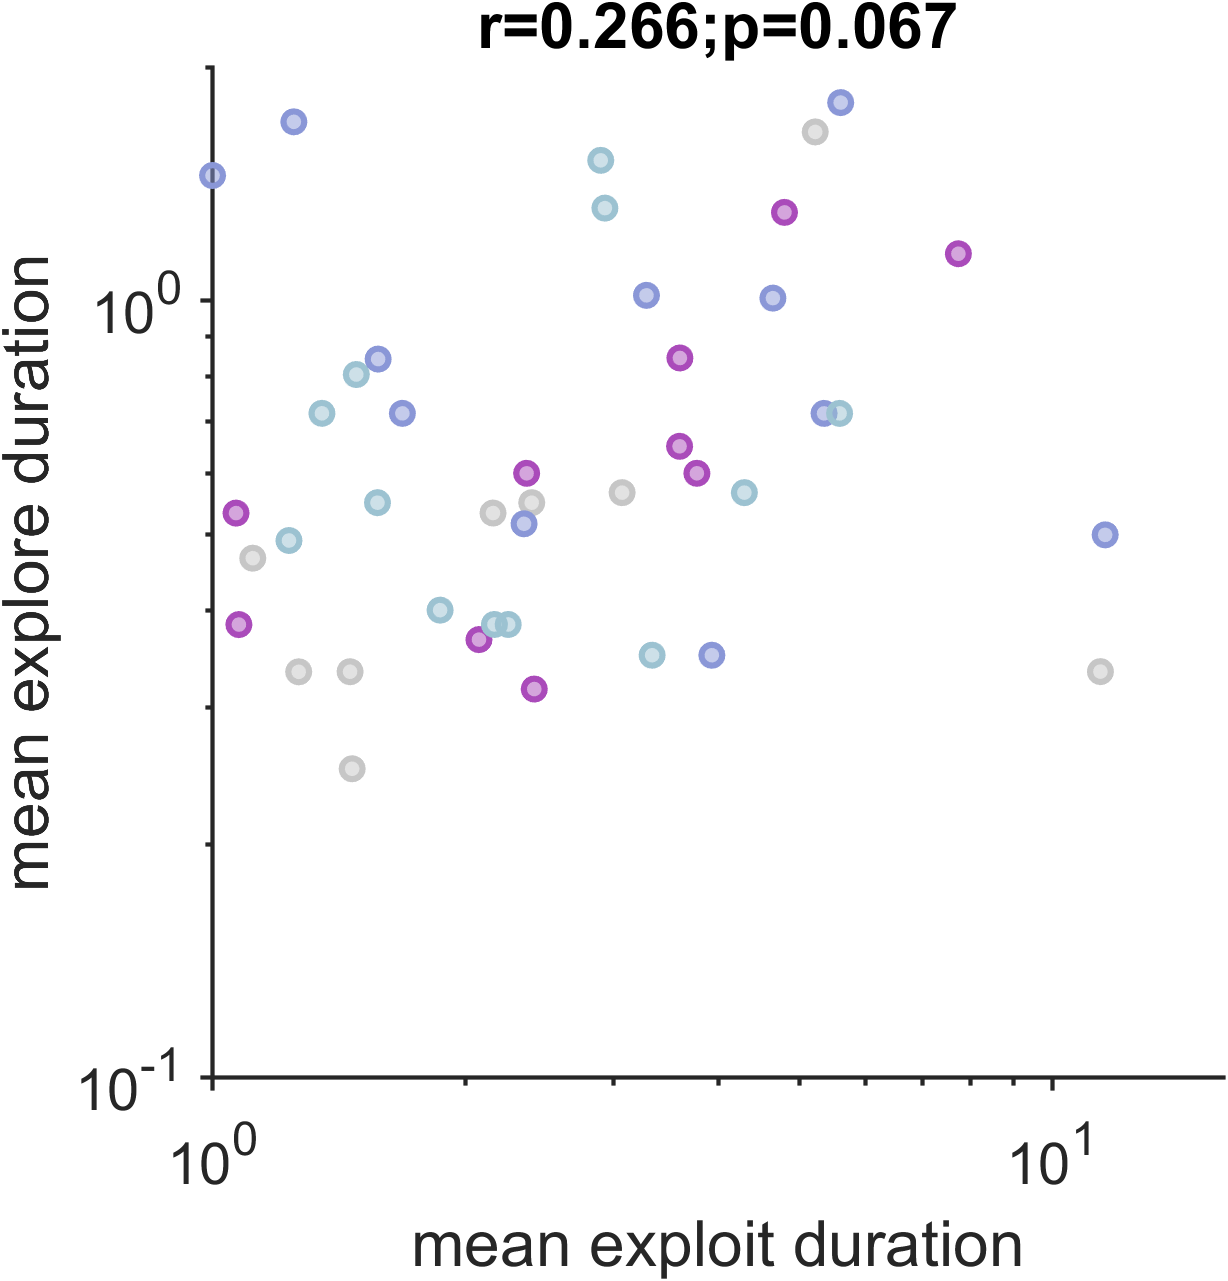 r=0.266;p=0.067
mean explore duration
10^0
10^-1
10^0
10^1
mean exploit duration